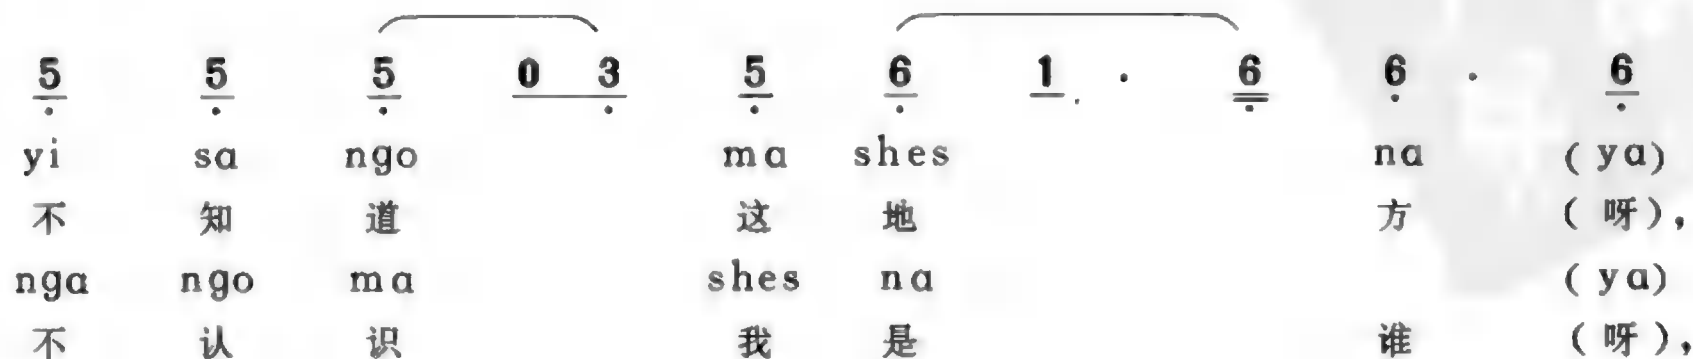 5 5 5 0 3 5 6 1 . 6 6 . 6
yi sa ngo ma shes na (ya)
不 知 道 这 地 方 (呀),
nga ngo ma shes na (ya)
不 认 识 我 是 谁 (呀),